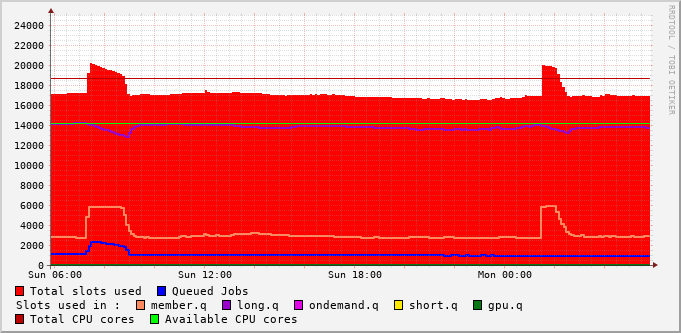 24000
22000
20000
18000
16000
14000
12000
10000
8000
6000
4000
2000
0
Sun 06:00 Sun 12:00 Sun 18:00 Mon 00:00
RRDTOOL / TOBI OETIKER
Total slots used Queued Jobs
Slots used in : member.q long.q ondemand.q short.q gpu.q
Total CPU cores Available CPU cores